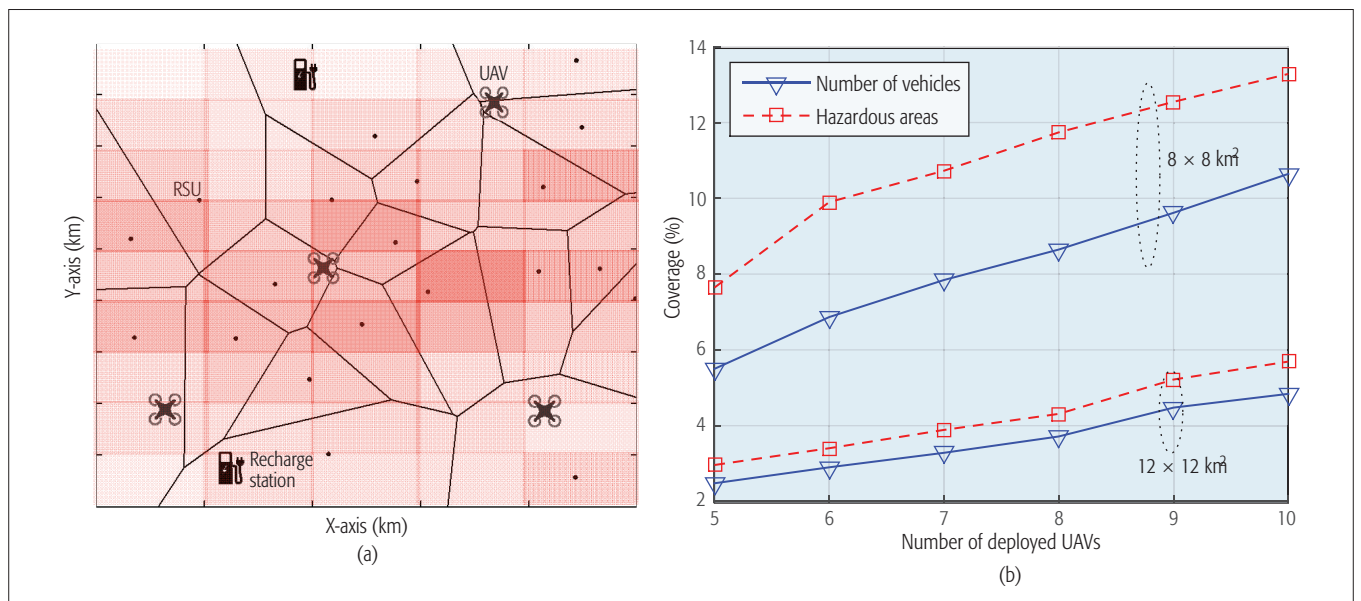 UAV
RSU
Recharge
station
Y-axis (km)
X-axis (km)
(a)
14
12
10
8
6
4
2
Coverage (%)
Number of vehicles
Hazardous areas
8 × 8 km²
12 × 12 km²
5 6 7 8 9 10
Number of deployed UAVs
(b)